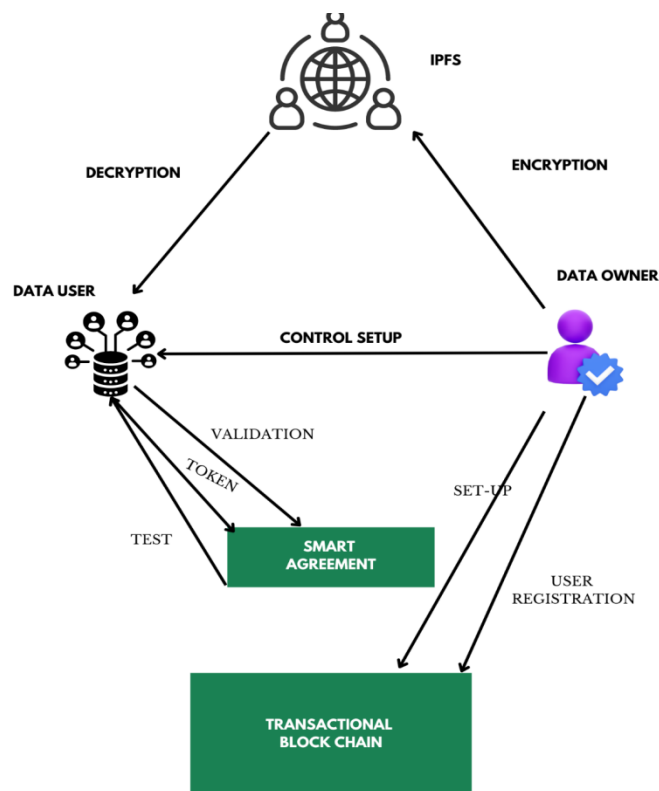 IPFS
DECRYPTION
ENCRYPTION
DATA USER
DATA OWNER
CONTROL SETUP
VALIDATION
TOKEN
SET-UP
TEST
SMART
AGREEMENT
USER
REGISTRATION
TRANSACTIONAL
BLOCK CHAIN